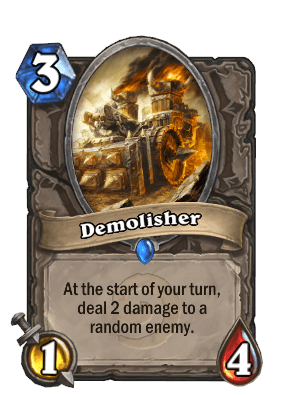 3
Demolisher
At the start of your turn,
deal 2 damage to a
random enemy.
1
4